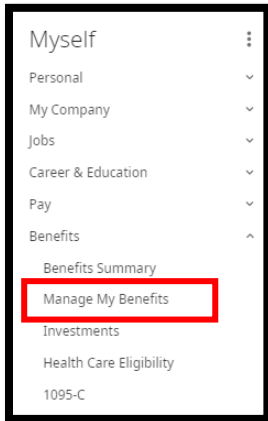 Myself
Personal
My Company
Jobs
Career & Education
Pay
Benefits
Benefits Summary
Manage My Benefits
Investments
Health Care Eligibility
1095-C